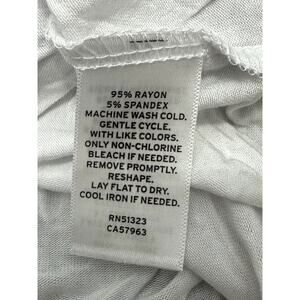 95% RAYON
5% SPANDEX
MACHINE WASH COLD.
GENTLE CYCLE.
WITH LIKE COLORS.
ONLY NON-CHLORINE
BLEACH IF NEEDED.
REMOVE PROMPTLY.
RESHAPE.
LAY FLAT TO DRY.
COOL IRON IF NEEDED.
RN51323
CA57963